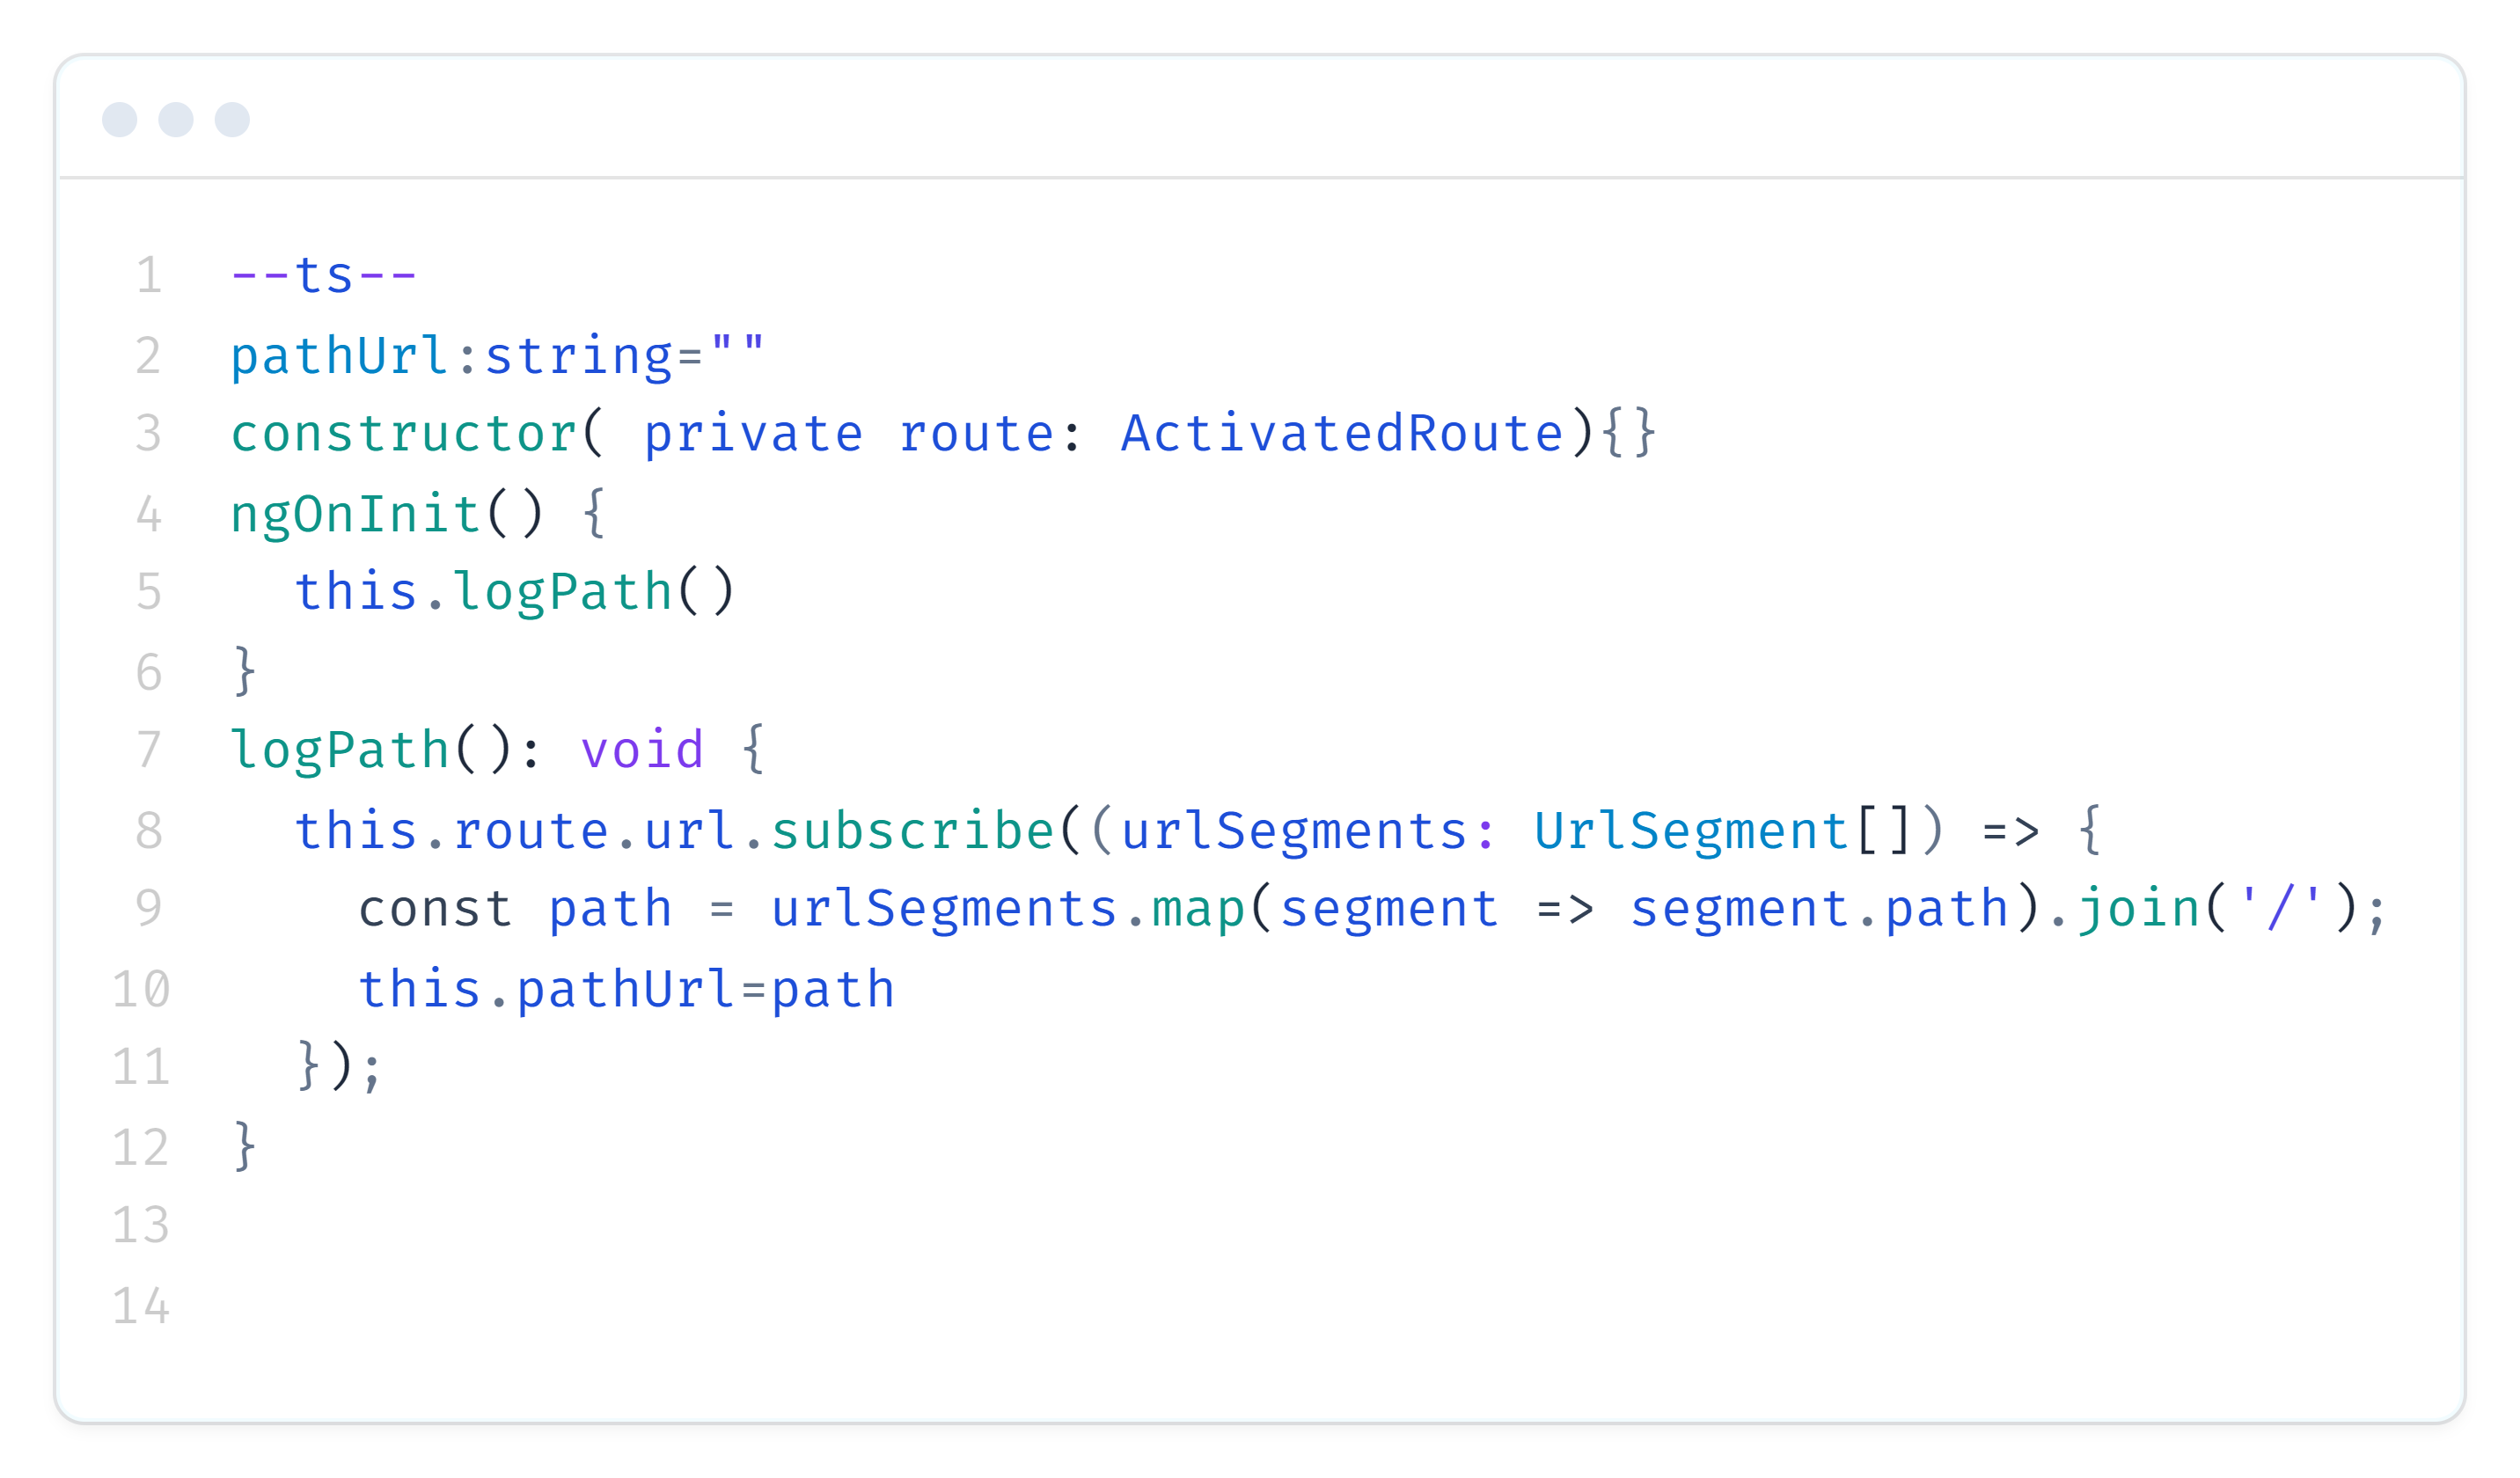 1 --ts--
2 pathUrl:string=""
3 constructor( private route: ActivatedRoute){}
4 ngOnInit() {
5   this.logPath()
6 }
7 logPath(): void {
8   this.route.url.subscribe((urlSegments: UrlSegment[]) => {
9     const path = urlSegments.map(segment => segment.path).join('/');
10     this.pathUrl=path
11   });
12 }
13
14